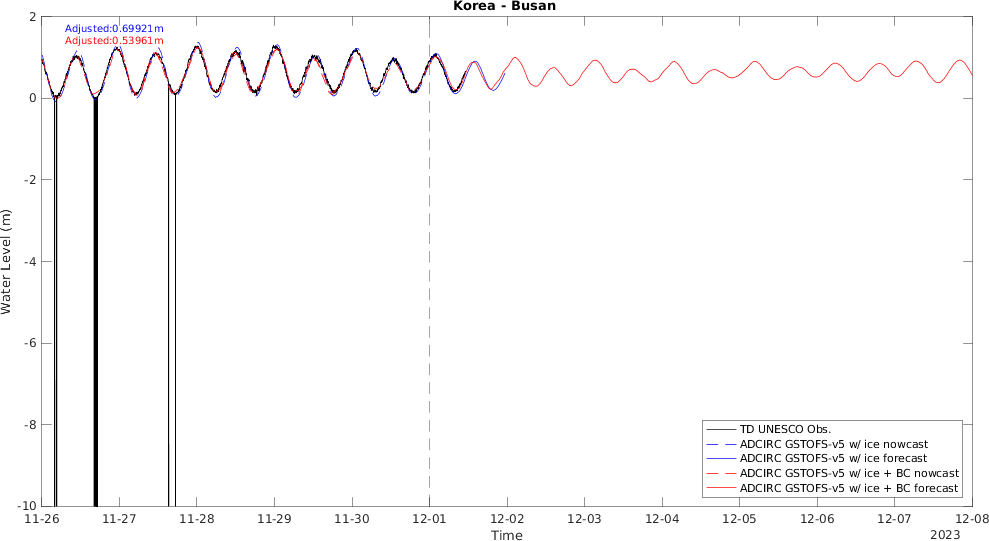 Korea - Busan
Adjusted:0.69921m
Adjusted:0.53961m
2
0
-2
-4
-6
-8
-10
Water Level (m)
TD UNESCO Obs.
ADCIRC GSTOFS-v5 w/ ice nowcast
ADCIRC GSTOFS-v5 w/ ice forecast
ADCIRC GSTOFS-v5 w/ ice + BC nowcast
ADCIRC GSTOFS-v5 w/ ice + BC forecast
11-26 11-27 11-28 11-29 11-30 12-01 12-02 12-03 12-04 12-05 12-06 12-07 12-08
Time
2023